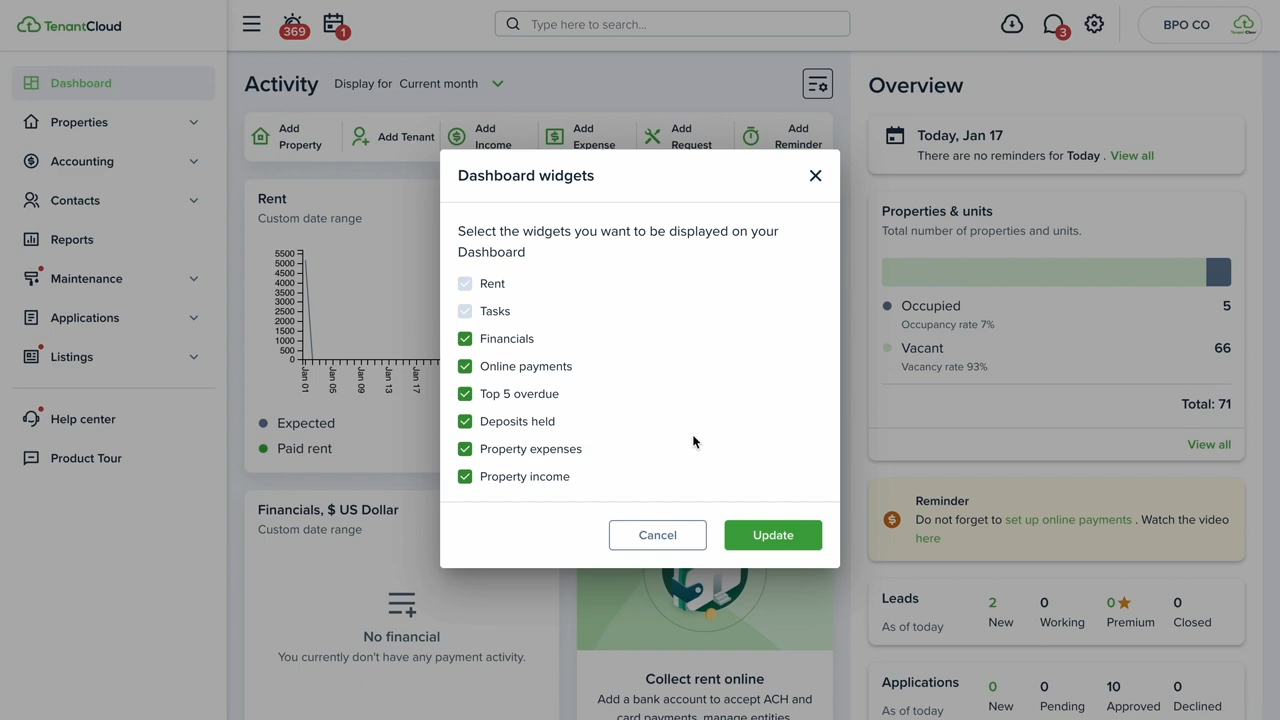 TenantCloud
369
1
Type here to search...
3
BPO CO
Dashboard
Properties
Accounting
Contacts
Reports
Maintenance
Applications
Listings
Help center
Product Tour
Activity
Display for Current month
Add Property
Add Tenant
Add Income
Add Expense
Add Request
Add Reminder
Rent
Custom date range
5500
5000
4500
4000
3500
3000
2500
2000
1500
1000
500
0
Jan 01
Jan 05
Jan 09
Jan 13
Jan 17
Expected
Paid rent
Financials, $ US Dollar
Custom date range
No financial
You currently don't have any payment activity.
Collect rent online
Add a bank account to accept ACH and
card payments, manage entities
Dashboard widgets
Select the widgets you want to be displayed on your
Dashboard
Rent
Tasks
Financials
Online payments
Top 5 overdue
Deposits held
Property expenses
Property income
Cancel
Update
Overview
Today, Jan 17
There are no reminders for Today . View all
Properties & units
Total number of properties and units.
Occupied 5
Occupancy rate 7%
Vacant 66
Vacancy rate 93%
Total: 71
View all
Reminder
Do not forget to set up online payments . Watch the video
here
Leads
As of today
2 0 0 0
New Working Premium Closed
Applications
As of today
0 0 10 0
New Pending Approved Declined